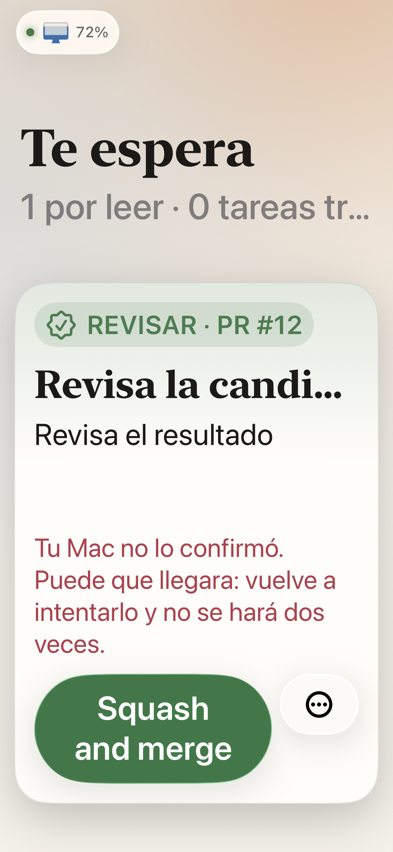 72%
Te espera
1 por leer · 0 tareas tr…
REVISAR · PR #12
Revisa la candi…
Revisa el resultado
Tu Mac no lo confirmó.
Puede que llegara: vuelve a
intentarlo y no se hará dos
veces.
Squash
and merge